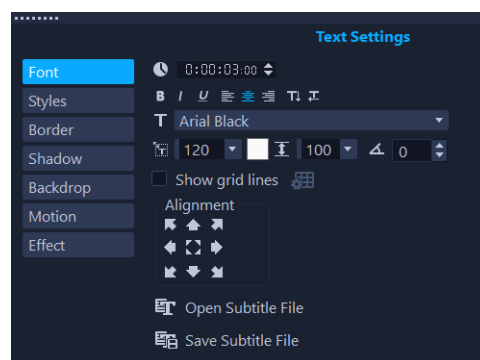 Text Settings
Font
0:00:03:00
Styles
B I U
Border
T Arial Black
Shadow
120 100 0
Backdrop
Show grid lines
Motion
Alignment
Effect
Open Subtitle File
Save Subtitle File